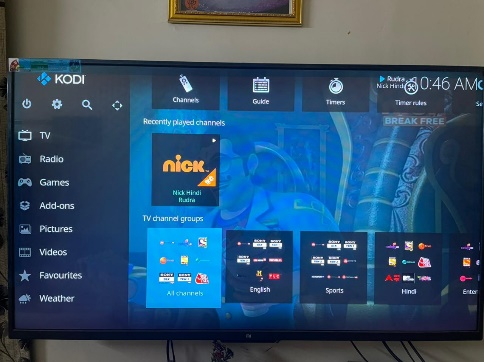 KODI
Rudra
Nick Hindi
10:46 AM
Channels
Guide
Timers
Timer rules
BREAK FREE
Recently played channels
nick
HD
Nick Hindi
Rudra
TV channel groups
All channels
English
Sports
Hindi
Enter
TV
Radio
Games
Add-ons
Pictures
Videos
Favourites
Weather